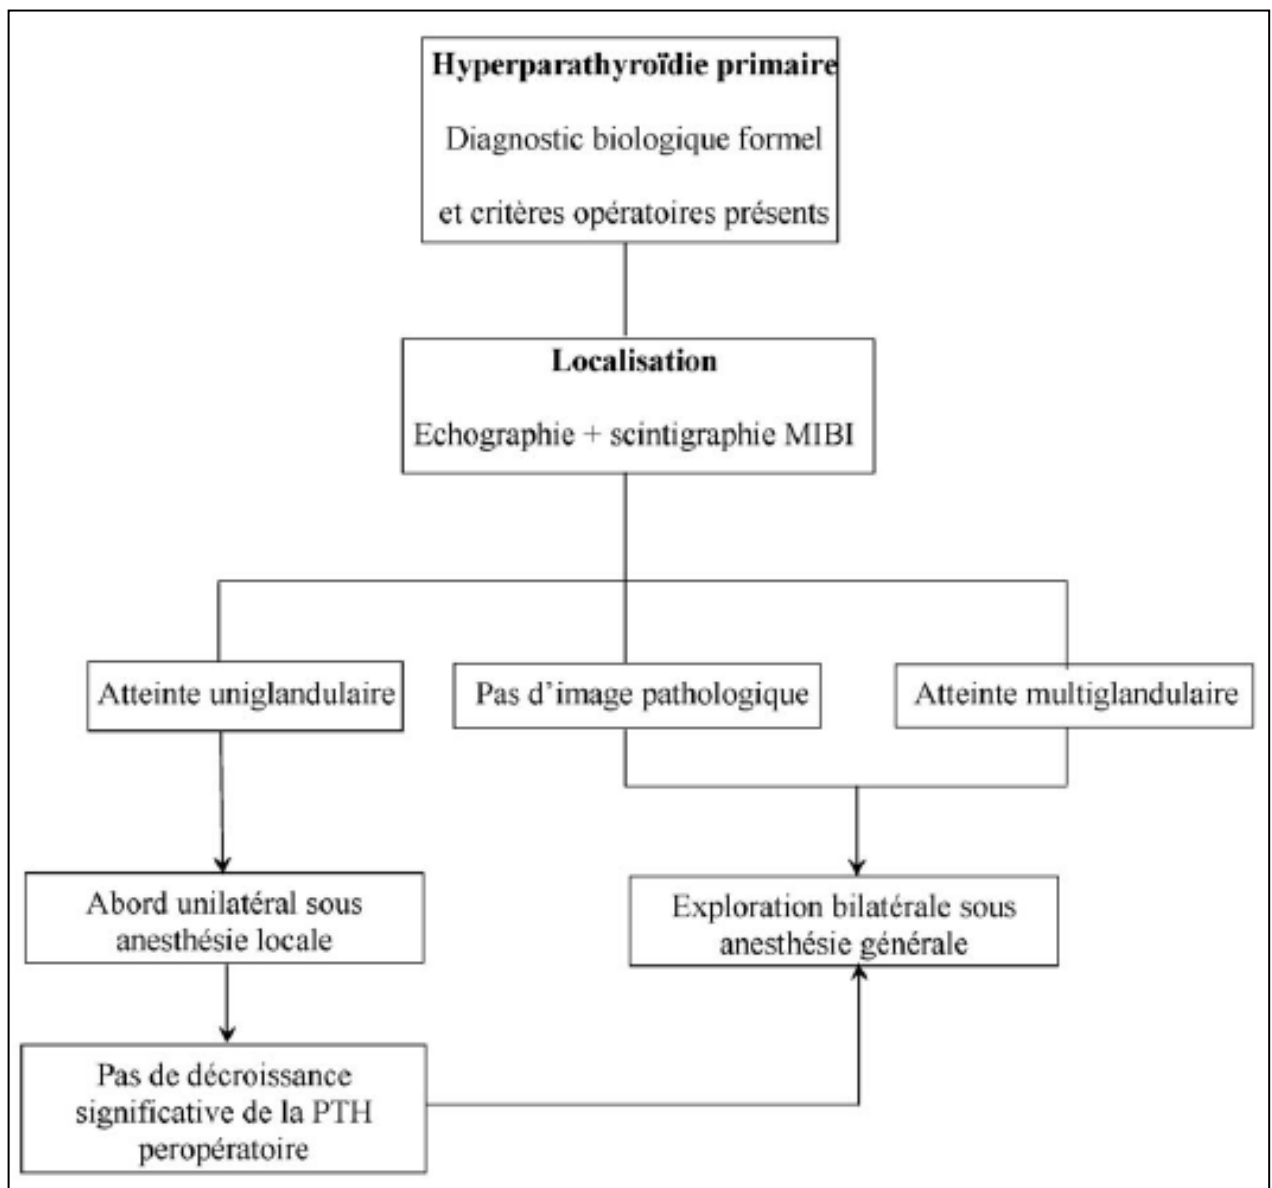 Hyperparathyroïdie primaire
Diagnostic biologique formel
et critères opératoires présents
Localisation
Echographie + scintigraphie MIBI
Atteinte uniglandulaire
Pas d'image pathologique
Atteinte multiglandulaire
Abord unilatéral sous
anesthésie locale
Exploration bilatérale sous
anesthésie générale
Pas de décroissance
significative de la PTH
peropératoire